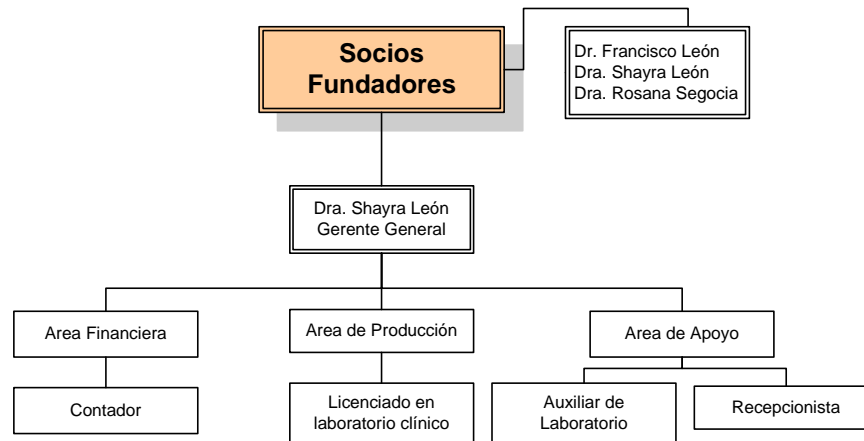 Socios
Fundadores
Dr. Francisco León
Dra. Shayra León
Dra. Rosana Segocia
Dra. Shayra León
Gerente General
Area Financiera
Area de Producción
Area de Apoyo
Contador
Licenciado en
laboratorio clínico
Auxiliar de
Laboratorio
Recepcionista